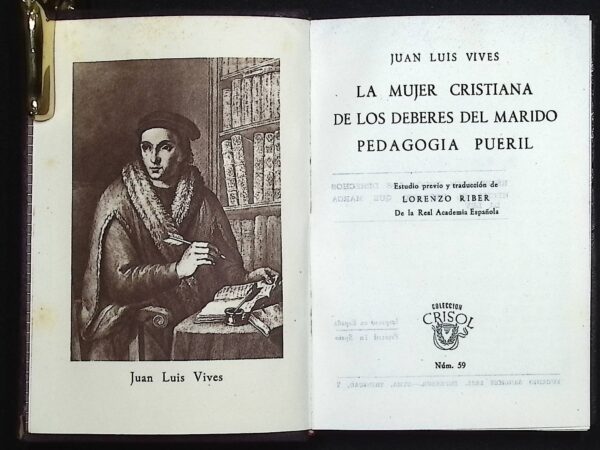 Juan Luis Vives
JUAN LUIS VIVES
LA MUJER CRISTIANA
DE LOS DEBERES DEL MARIDO
PEDAGOGIA PUERIL
Estudio previo y traducción de
LORENZO RIBER
De la Real Academia Española
COLECCION
CRISOL
Núm. 59